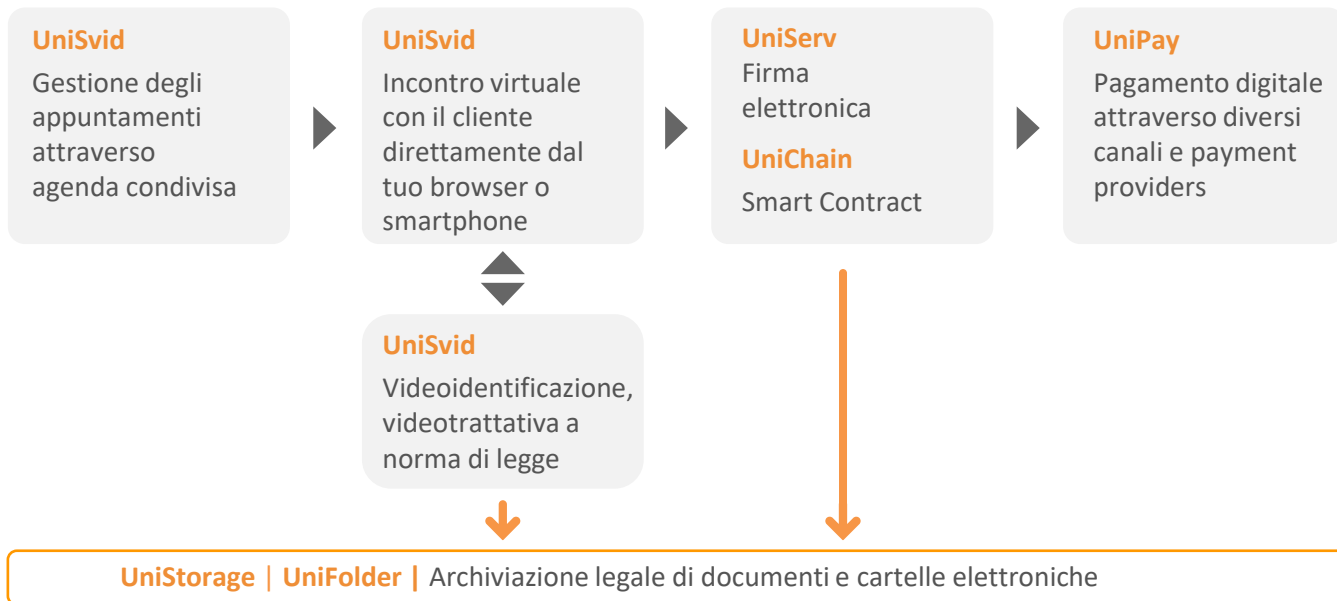 UniSvid
Gestione degli
appuntamenti
attraverso
agenda condivisa
UniSvid
Incontro virtuale
con il cliente
direttamente dal
tuo browser o
smartphone
UniServ
Firma
elettronica
UniChain
Smart Contract
UniPay
Pagamento digitale
attraverso diversi
canali e payment
providers
UniSvid
Videoidentificazione,
videotrattativa a
norma di legge
UniStorage | UniFolder | Archiviazione legale di documenti e cartelle elettroniche